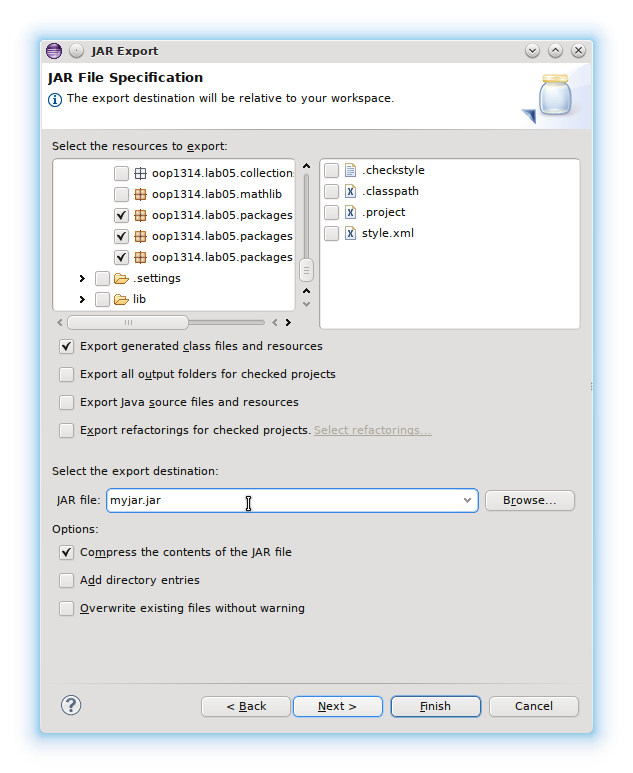 JAR Export
JAR File Specification
The export destination will be relative to your workspace.
Select the resources to export:
oop1314.lab05.collection
oop1314.lab05.mathlib
oop1314.lab05.packages
oop1314.lab05.packages
oop1314.lab05.packages
.settings
lib
.checkstyle
.classpath
.project
style.xml
Export generated class files and resources
Export all output folders for checked projects
Export Java source files and resources
Export refactorings for checked projects. Select refactorings...
Select the export destination:
JAR file: myjar.jar Browse...
Options:
Compress the contents of the JAR file
Add directory entries
Overwrite existing files without warning
< Back Next > Finish Cancel